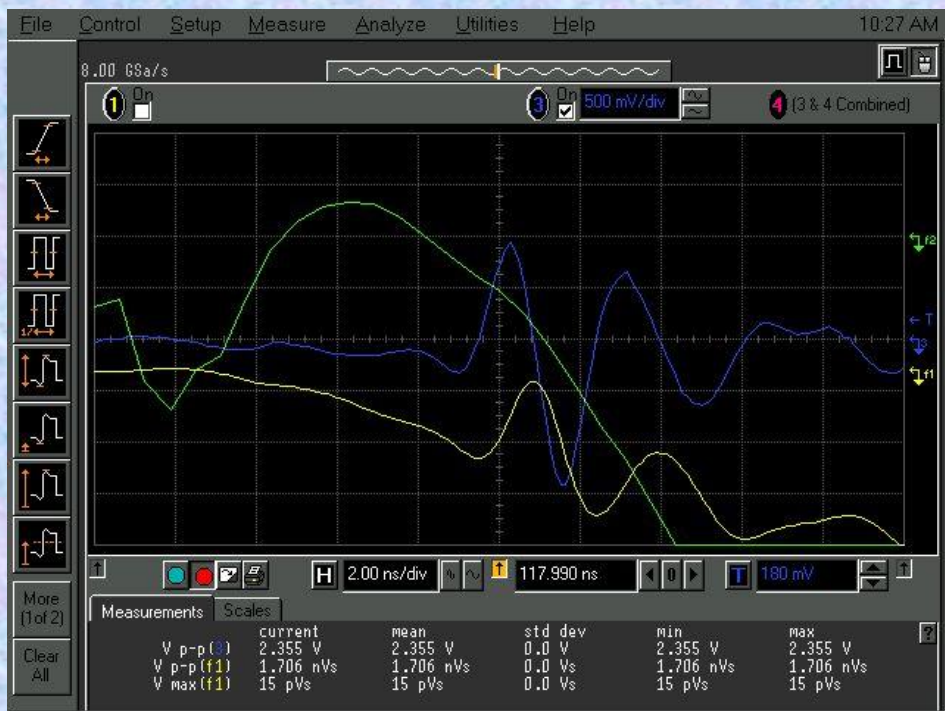 File Control Setup Measure Analyze Utilities Help 10:27 AM
8.00 GSa/s
1 On 3 On 500 mV/div 4 (3 & 4 Combined)
f2
T
3
f1
H 2.00 ns/div 117.990 ns 0 T 180 mV
More
(1of 2)
Clear
All
Measurements Scales
?
current mean std dev min max
V p-p(3) 2.355 V 2.355 V 0.0 V 2.355 V 2.355 V
V p-p(f1) 1.706 nVs 1.706 nVs 0.0 Vs 1.706 nVs 1.706 nVs
V max(f1) 15 pVs 15 pVs 0.0 Vs 15 pVs 15 pVs